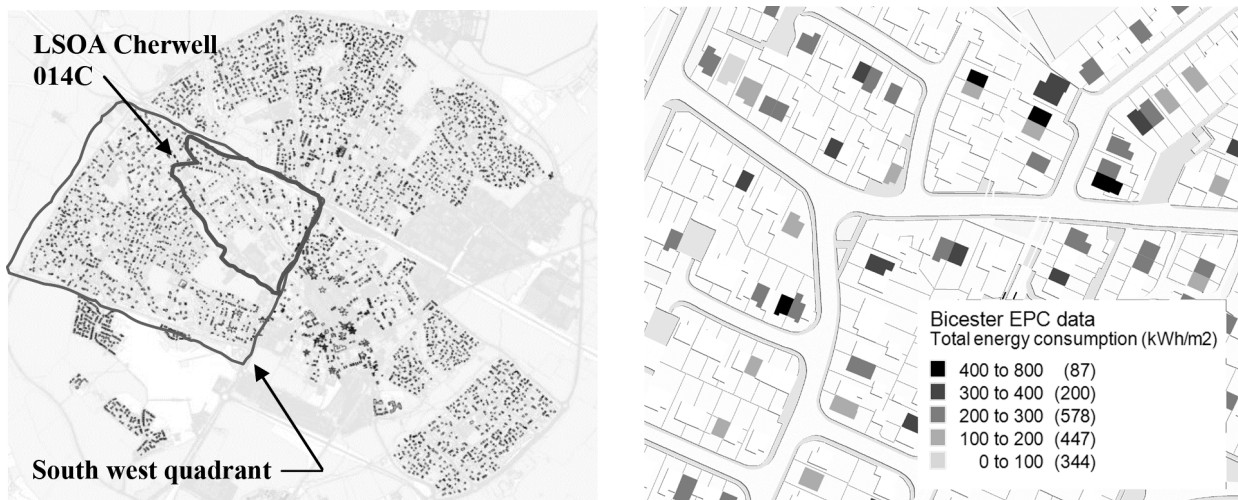 LSOA Cherwell
014C
South west quadrant
Bicester EPC data
Total energy consumption (kWh/m2)
400 to 800 (87)
300 to 400 (200)
200 to 300 (578)
100 to 200 (447)
0 to 100 (344)